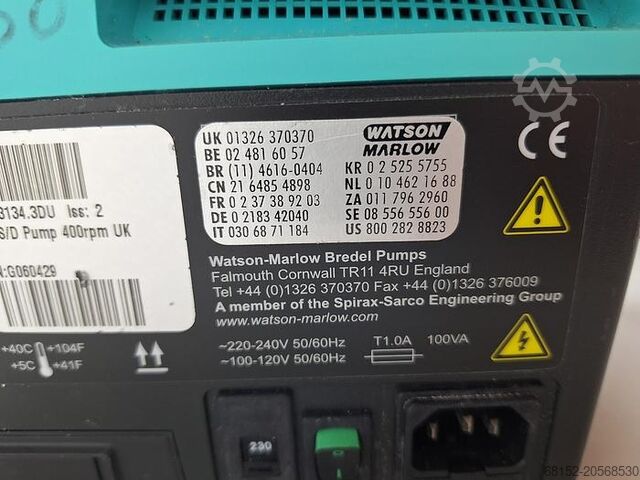 3134.3DU Iss: 2
S/D Pump 400rpm UK
N:G060429
UK 01326 370370
BE 02 481 60 57
BR (11) 4616-0404
CN 21 6485 4898
FR 0 2 37 38 92 03
D 0 2183 42040
IT 030 68 71 184
WATSON
MARLOW
KR 0 2 525 5755
NL 0 10 462 16 88
ZA 011 796 2960
SE 08 556 556 00
US 800 282 8823
Watson-Marlow Bredel Pumps
Falmouth Cornwall TR11 4RU England
Tel +44 (0)1326 370370 Fax +44 (0)1326 376009
A member of the Spirax-Sarco Engineering Group
www.watson-marlow.com
CE
+40C +104F
+5C +41F
~220-240V 50/60Hz
~100-120V 50/60Hz
T1.0A 100VA
230
68152-20568530